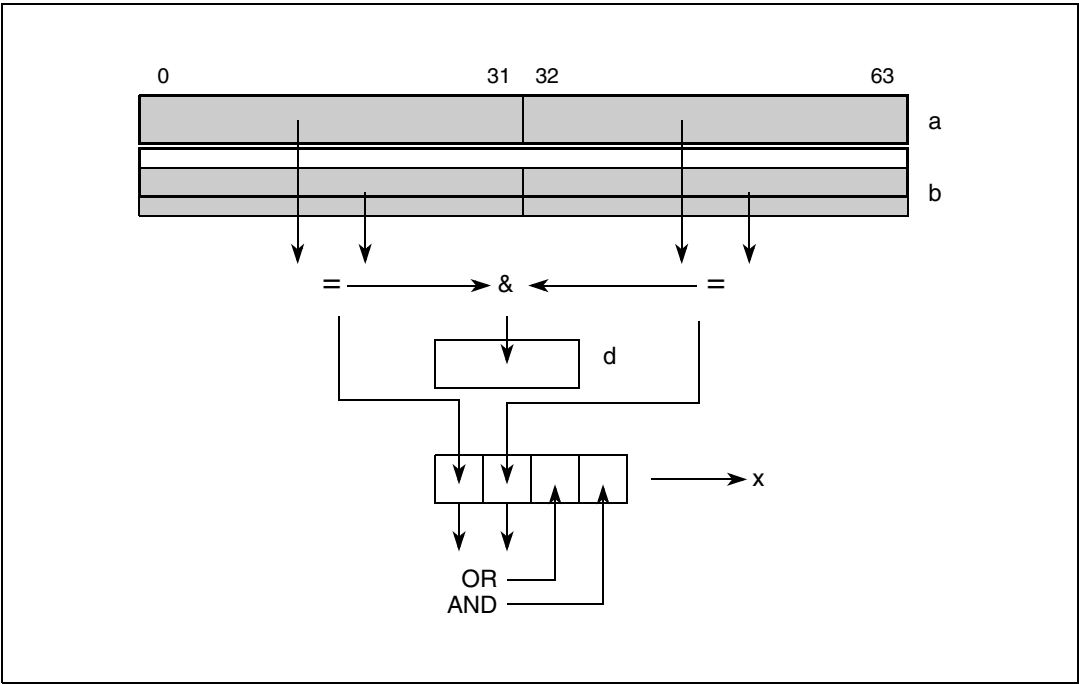 0 31 32 63
a
b
= & =
d
x
OR
AND